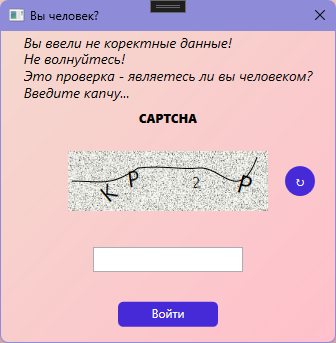 Вы человек?
Вы ввели не коректные данные!
Не волнуйтесь!
Это проверка - являетесь ли вы человеком?
Введите капчу...
CAPTCHA
K P 2 P
Войти